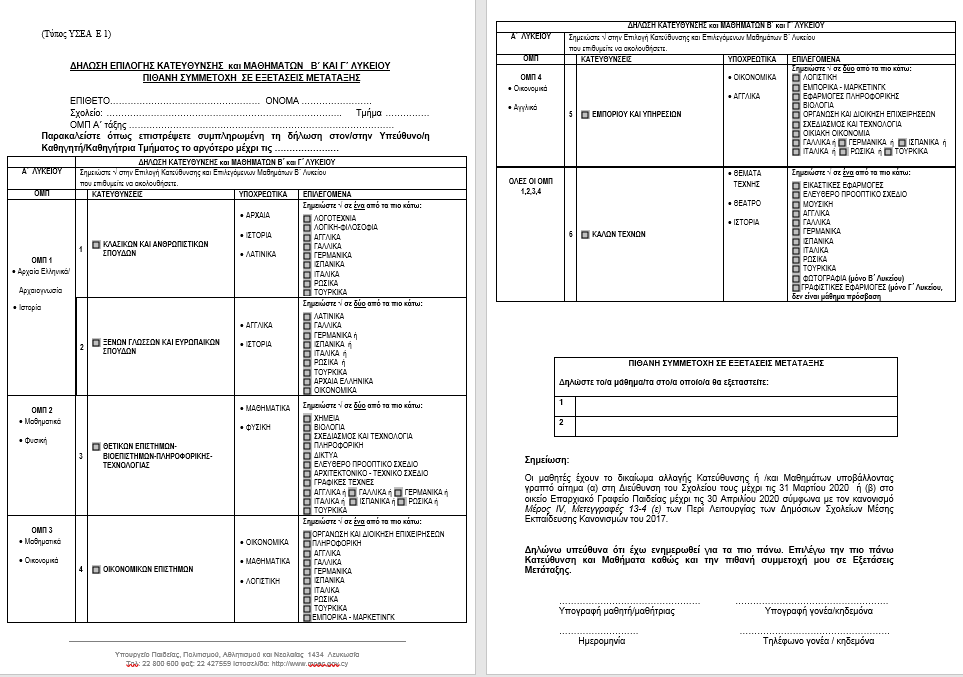 (Τύπος ΥΣΕΑ Ε 1)
ΔΗΛΩΣΗ ΕΠΙΛΟΓΗΣ ΚΑΤΕΥΘΥΝΣΗΣ και ΜΑΘΗΜΑΤΩΝ Β΄ ΚΑΙ Γ΄ ΛΥΚΕΙΟΥ
ΠΙΘΑΝΗ ΣΥΜΜΕΤΟΧΗ ΣΕ ΕΞΕΤΑΣΕΙΣ ΜΕΤΑΤΑΞΗΣ
ΕΠΙΘΕΤΟ.................................................... ΟΝΟΜΑ ........................
Σχολείο: ................................................................................ Τμήμα ...............
ΟΜΠ Α΄ τάξης ..........................................................................................
Παρακαλείστε όπως επιστρέψετε συμπληρωμένη τη δήλωση στον/στην Υπεύθυνο/η
Καθηγητή/Καθηγήτρια Τμήματος το αργότερο μέχρι τις ......................
ΔΗΛΩΣΗ ΚΑΤΕΥΘΥΝΣΗΣ και ΜΑΘΗΜΑΤΩΝ Β΄ και Γ΄ ΛΥΚΕΙΟΥ
Α΄ ΛΥΚΕΙΟΥ
Σημειώστε √ στην Επιλογή Κατεύθυνσης και Επιλεγόμενων Μαθημάτων Β΄ Λυκείου
που επιθυμείτε να ακολουθήσετε.
ΟΜΠ ΚΑΤΕΥΘΥΝΣΕΙΣ ΥΠΟΧΡΕΩΤΙΚΑ ΕΠΙΛΕΓΟΜΕΝΑ
ΟΜΠ 1
• Αρχαία Ελληνικά/
Αρχαιογνωσία
• Ιστορία
1
ΚΛΑΣΙΚΩΝ ΚΑΙ ΑΝΘΡΩΠΙΣΤΙΚΩΝ
ΣΠΟΥΔΩΝ
• ΑΡΧΑΙΑ
• ΙΣΤΟΡΙΑ
• ΛΑΤΙΝΙΚΑ
Σημειώστε √ σε ένα από τα πιο κάτω:
ΛΟΓΟΤΕΧΝΙΑ
ΛΟΓΙΚΗ-ΦΙΛΟΣΟΦΙΑ
ΑΓΓΛΙΚΑ
ΓΑΛΛΙΚΑ
ΓΕΡΜΑΝΙΚΑ
ΙΣΠΑΝΙΚΑ
ΙΤΑΛΙΚΑ
ΡΩΣΙΚΑ
ΤΟΥΡΚΙΚΑ
2
ΞΕΝΩΝ ΓΛΩΣΣΩΝ ΚΑΙ ΕΥΡΩΠΑΪΚΩΝ
ΣΠΟΥΔΩΝ
• ΑΓΓΛΙΚΑ
• ΙΣΤΟΡΙΑ
Σημειώστε √ σε δύο από τα πιο κάτω:
ΛΑΤΙΝΙΚΑ
ΓΑΛΛΙΚΑ
ΓΕΡΜΑΝΙΚΑ ή
ΙΣΠΑΝΙΚΑ ή
ΙΤΑΛΙΚΑ ή
ΡΩΣΙΚΑ ή
ΤΟΥΡΚΙΚΑ
ΑΡΧΑΙΑ ΕΛΛΗΝΙΚΑ
ΟΙΚΟΝΟΜΙΚΑ
ΟΜΠ 2
• Μαθηματικά
• Φυσική
3
ΘΕΤΙΚΩΝ ΕΠΙΣΤΗΜΩΝ-
ΒΙΟΕΠΙΣΤΗΜΩΝ-ΠΛΗΡΟΦΟΡΙΚΗΣ-
ΤΕΧΝΟΛΟΓΙΑΣ
• ΜΑΘΗΜΑΤΙΚΑ
• ΦΥΣΙΚΗ
Σημειώστε √ σε δύο από τα πιο κάτω:
ΧΗΜΕΙΑ
ΒΙΟΛΟΓΙΑ
ΣΧΕΔΙΑΣΜΟΣ ΚΑΙ ΤΕΧΝΟΛΟΓΙΑ
ΠΛΗΡΟΦΟΡΙΚΗ
ΔΙΚΤΥΑ
ΕΛΕΥΘΕΡΟ ΠΡΟΟΠΤΙΚΟ ΣΧΕΔΙΟ
ΑΡΧΙΤΕΚΤΟΝΙΚΟ - ΤΕΧΝΙΚΟ ΣΧΕΔΙΟ
ΓΡΑΦΙΚΕΣ ΤΕΧΝΕΣ
ΑΓΓΛΙΚΑ ή ΓΑΛΛΙΚΑ ή ΓΕΡΜΑΝΙΚΑ ή
ΙΤΑΛΙΚΑ ή ΙΣΠΑΝΙΚΑ ή ΡΩΣΙΚΑ ή
ΤΟΥΡΚΙΚΑ
ΟΜΠ 3
• Μαθηματικά
• Οικονομικά
4
ΟΙΚΟΝΟΜΙΚΩΝ ΕΠΙΣΤΗΜΩΝ
• ΟΙΚΟΝΟΜΙΚΑ
• ΜΑΘΗΜΑΤΙΚΑ
• ΛΟΓΙΣΤΙΚΗ
Σημειώστε √ σε ένα από τα πιο κάτω:
ΟΡΓΑΝΩΣΗ ΚΑΙ ΔΙΟΙΚΗΣΗ ΕΠΙΧΕΙΡΗΣΕΩΝ
ΠΛΗΡΟΦΟΡΙΚΗ
ΑΓΓΛΙΚΑ
ΓΑΛΛΙΚΑ
ΓΕΡΜΑΝΙΚΑ
ΙΣΠΑΝΙΚΑ
ΙΤΑΛΙΚΑ
ΡΩΣΙΚΑ
ΤΟΥΡΚΙΚΑ
ΕΜΠΟΡΙΚΑ - ΜΑΡΚΕΤΙΝΓΚ
Υπουργείο Παιδείας, Πολιτισμού, Αθλητισμού και Νεολαίας 1434 Λευκωσία
Τηλ: 22 800 600 φαξ: 22 427559 Ιστοσελίδα: http://www.moec.gov.cy
ΔΗΛΩΣΗ ΚΑΤΕΥΘΥΝΣΗΣ και ΜΑΘΗΜΑΤΩΝ Β΄ και Γ΄ ΛΥΚΕΙΟΥ
Α΄ ΛΥΚΕΙΟΥ
Σημειώστε √ στην Επιλογή Κατεύθυνσης και Επιλεγόμενων Μαθημάτων Β΄ Λυκείου
που επιθυμείτε να ακολουθήσετε.
ΟΜΠ ΚΑΤΕΥΘΥΝΣΕΙΣ ΥΠΟΧΡΕΩΤΙΚΑ ΕΠΙΛΕΓΟΜΕΝΑ
ΟΜΠ 4
• Οικονομικά
• Αγγλικά
5
ΕΜΠΟΡΙΟΥ ΚΑΙ ΥΠΗΡΕΣΙΩΝ
• ΟΙΚΟΝΟΜΙΚΑ
• ΑΓΓΛΙΚΑ
Σημειώστε √ σε δύο από τα πιο κάτω:
ΛΟΓΙΣΤΙΚΗ
ΕΜΠΟΡΙΚΑ - ΜΑΡΚΕΤΙΝΓΚ
ΕΦΑΡΜΟΓΕΣ ΠΛΗΡΟΦΟΡΙΚΗΣ
ΒΙΟΛΟΓΙΑ
ΟΡΓΑΝΩΣΗ ΚΑΙ ΔΙΟΙΚΗΣΗ ΕΠΙΧΕΙΡΗΣΕΩΝ
ΣΧΕΔΙΑΣΜΟΣ ΚΑΙ ΤΕΧΝΟΛΟΓΙΑ
ΟΙΚΙΑΚΗ ΟΙΚΟΝΟΜΙΑ
ΓΑΛΛΙΚΑ ή ΓΕΡΜΑΝΙΚΑ ή ΙΣΠΑΝΙΚΑ ή
ΙΤΑΛΙΚΑ ή ΡΩΣΙΚΑ ή ΤΟΥΡΚΙΚΑ
ΟΛΕΣ ΟΙ ΟΜΠ
1,2,3,4
6
ΚΑΛΩΝ ΤΕΧΝΩΝ
• ΘΕΜΑΤΑ
ΤΕΧΝΗΣ
• ΘΕΑΤΡΟ
• ΙΣΤΟΡΙΑ
Σημειώστε √ σε ένα από τα πιο κάτω:
ΕΙΚΑΣΤΙΚΕΣ ΕΦΑΡΜΟΓΕΣ
ΕΛΕΥΘΕΡΟ ΠΡΟΟΠΤΙΚΟ ΣΧΕΔΙΟ
ΜΟΥΣΙΚΗ
ΑΓΓΛΙΚΑ
ΓΑΛΛΙΚΑ
ΓΕΡΜΑΝΙΚΑ
ΙΣΠΑΝΙΚΑ
ΙΤΑΛΙΚΑ
ΡΩΣΙΚΑ
ΤΟΥΡΚΙΚΑ
ΦΩΤΟΓΡΑΦΙΑ (μόνο Β΄ Λυκείου)
ΓΡΑΦΙΣΤΙΚΕΣ ΕΦΑΡΜΟΓΕΣ (μόνο Γ΄ Λυκείου,
δεν είναι μάθημα πρόσβαση
ΠΙΘΑΝΗ ΣΥΜΜΕΤΟΧΗ ΣΕ ΕΞΕΤΑΣΕΙΣ ΜΕΤΑΤΑΞΗΣ
Δηλώστε το/α μάθημα/τα στο/α οποίο/α θα εξεταστείτε:
1
2
Σημείωση:
Οι μαθητές έχουν το δικαίωμα αλλαγής Κατεύθυνσης ή /και Μαθημάτων υποβάλλοντας
γραπτό αίτημα (α) στη Διεύθυνση του Σχολείου τους μέχρι τις 31 Μαρτίου 2020 ή (β) στο
οικείο Επαρχιακό Γραφείο Παιδείας μέχρι τις 30 Απριλίου 2020 σύμφωνα με τον κανονισμό
Μέρος IV, Μετεγγραφές 13-4 (ε) των Περί Λειτουργίας των Δημόσιων Σχολείων Μέσης
Εκπαίδευσης Κανονισμών του 2017.
Δηλώνω υπεύθυνα ότι έχω ενημερωθεί για τα πιο πάνω. Επιλέγω την πιο πάνω
Κατεύθυνση και Μαθήματα καθώς και την πιθανή συμμετοχή μου σε Εξετάσεις
Μετάταξης.
................................................ ....................................................
Υπογραφή μαθητή/μαθήτριας Υπογραφή γονέα/κηδεμόνα
........................... ...................................................
Ημερομηνία Τηλέφωνο γονέα / κηδεμόνα